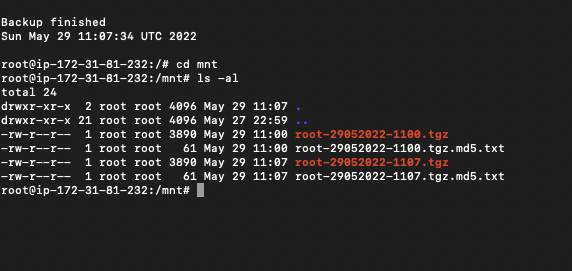 Backup finished
Sun May 29 11:07:34 UTC 2022
root@ip-172-31-81-232:/# cd mnt
root@ip-172-31-81-232:/mnt# ls -al
total 24
drwxr-xr-x  2 root root 4096 May 29 11:07 .
drwxr-xr-x 21 root root 4096 May 27 22:59 ..
-rw-r--r--  1 root root 3890 May 29 11:00 root-29052022-1100.tgz
-rw-r--r--  1 root root   61 May 29 11:00 root-29052022-1100.tgz.md5.txt
-rw-r--r--  1 root root 3890 May 29 11:07 root-29052022-1107.tgz
-rw-r--r--  1 root root   61 May 29 11:07 root-29052022-1107.tgz.md5.txt
root@ip-172-31-81-232:/mnt#